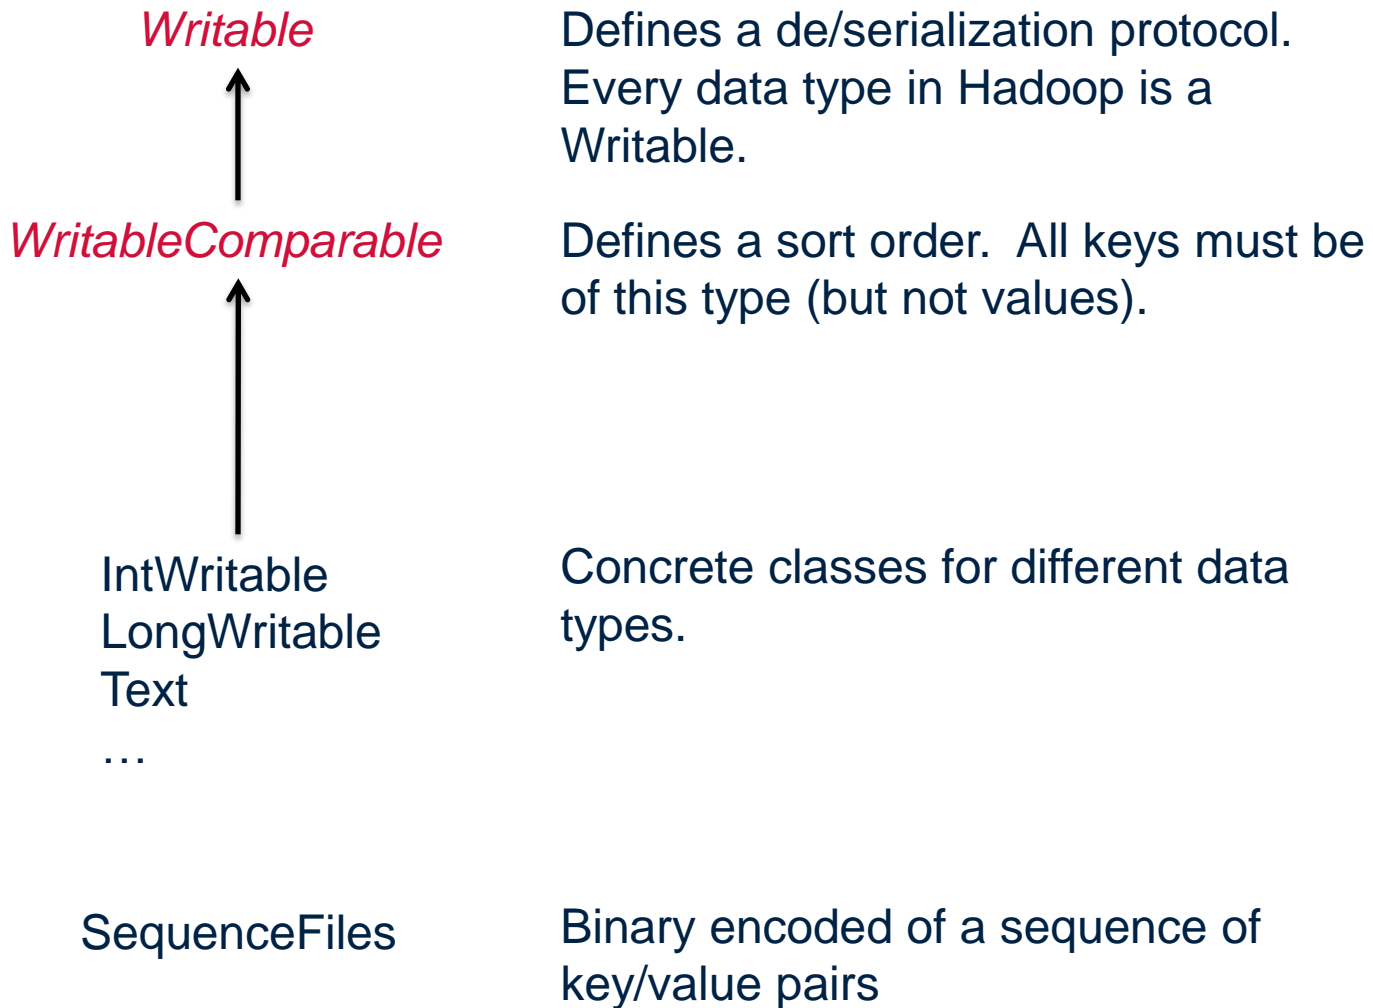 Writable
Defines a de/serialization protocol.
Every data type in Hadoop is a
Writable.
WritableComparable
Defines a sort order.  All keys must be
of this type (but not values).
IntWritable
LongWritable
Text
…
Concrete classes for different data
types.
SequenceFiles
Binary encoded of a sequence of
key/value pairs